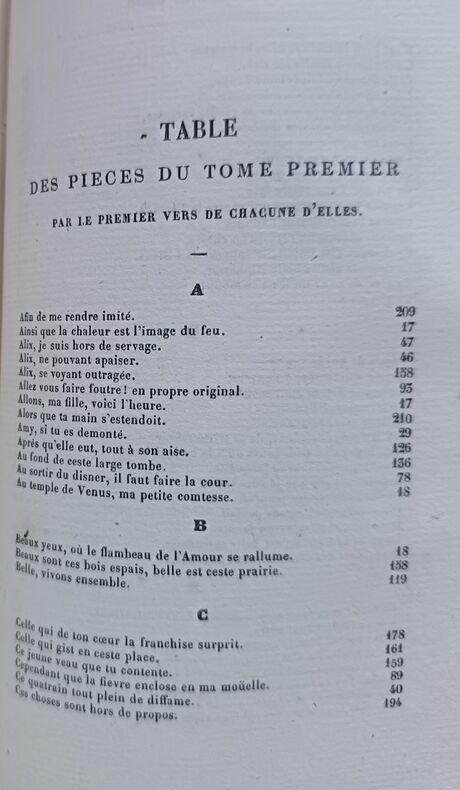 TABLE
DES PIECES DU TOME PREMIER
PAR LE PREMIER VERS DE CHACUNE D'ELLES.
A
Afin de me rendre imité. 209
Ainsi que la chaleur est l'image du feu. 17
Alix, je suis hors de servage. 47
Alix, ne pouvant apaiser. 46
Alix, se voyant outragée. 158
Allez vous faire foutre! en propre original. 93
Allons, ma fille, voici l'heure. 17
Alors que ta main s'estendoit. 210
Amy, si tu es demonté. 29
Après qu'elle eut, tout à son aise. 126
Au fond de ceste large tombe. 136
Au sortir du disner, il faut faire la cour. 78
Au temple de Venus, ma petite comtesse. 18
B
Beaux yeux, où le flambeau de l'Amour se rallume. 18
Beaux sont ces bois espais, belle est ceste prairie. 158
Belle, vivons ensemble. 119
C
Celle qui de ton cœur la franchise surprit. 178
Celle qui gist en ceste place. 161
Ce jeune veau que tu contente. 159
Cependant que la fievre enclose en ma moüelle. 89
Ce quatrain tout plein de diffame. 40
Ces choses sont hors de propos. 194